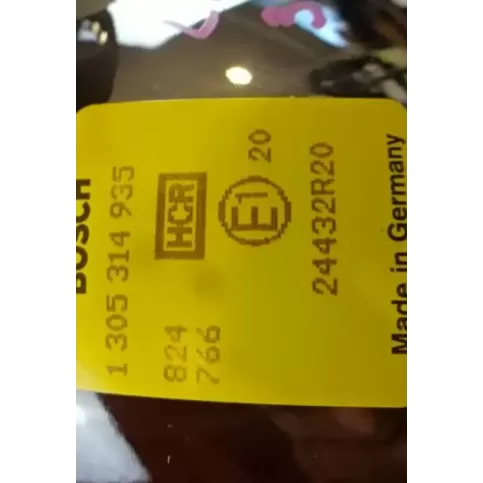 BOSCH
1 305 314 935
HCR
824
766
E1
20
24432R20
Made in Germany